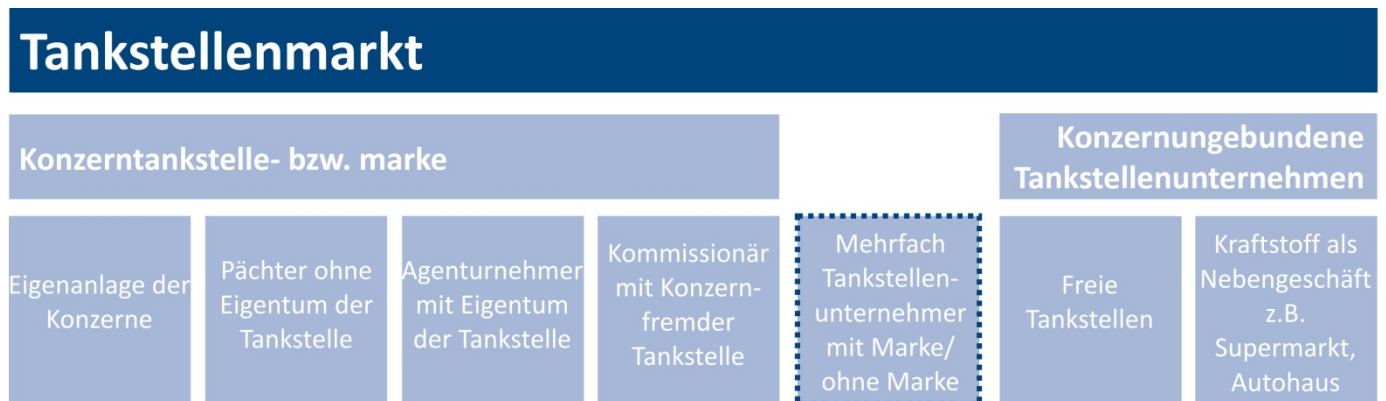 Tankstellenmarkt
Konzerntankstelle- bzw. marke
Konzernungebundene
Tankstellenunternehmen
Eigenanlage der
Konzerne
Pächter ohne
Eigentum der
Tankstelle
Agenturnehmer
mit Eigentum
der Tankstelle
Kommissionär
mit Konzern-
fremder
Tankstelle
Mehrfach
Tankstellen-
unternehmer
mit Marke/
ohne Marke
Freie
Tankstellen
Kraftstoff als
Nebengeschäft
z.B.
Supermarkt,
Autohaus